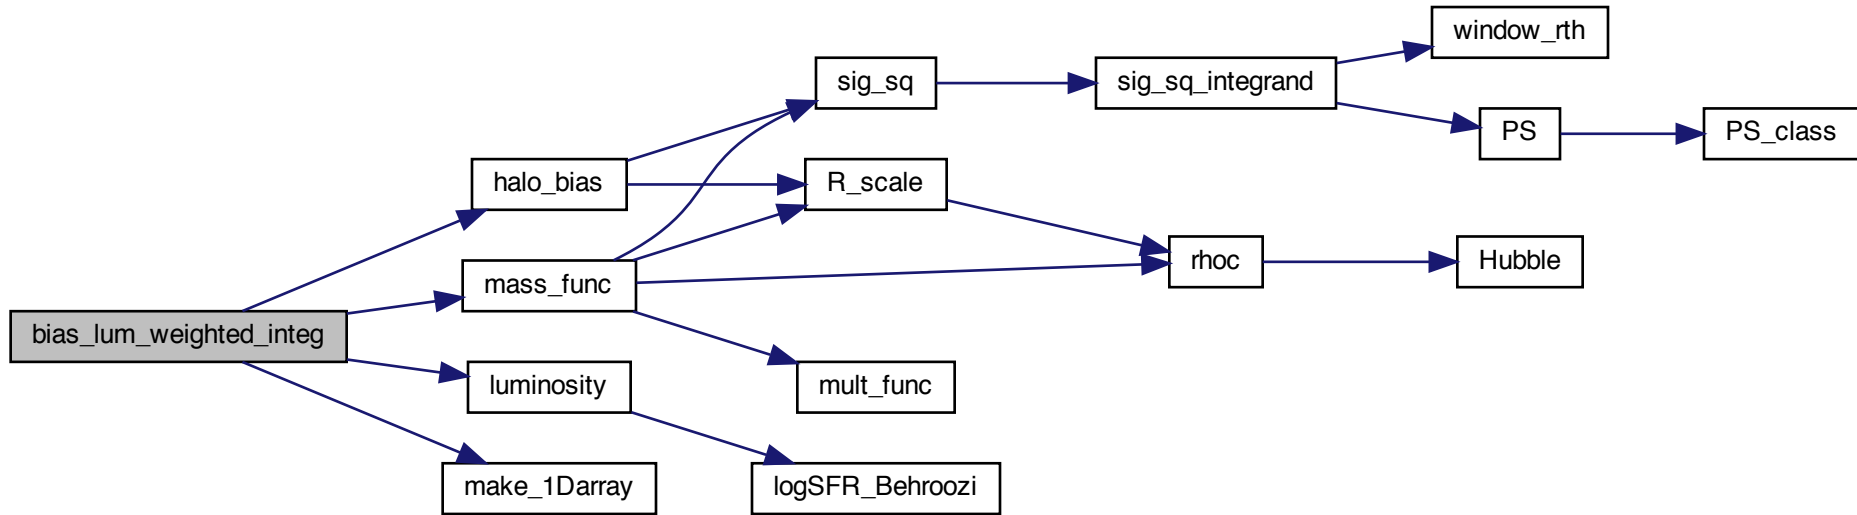 window_rth
sig_sq
sig_sq_integrand
PS
PS_class
halo_bias
R_scale
rhoc
Hubble
mass_func
bias_lum_weighted_integ
luminosity
mult_func
make_1Darray
logSFR_Behroozi